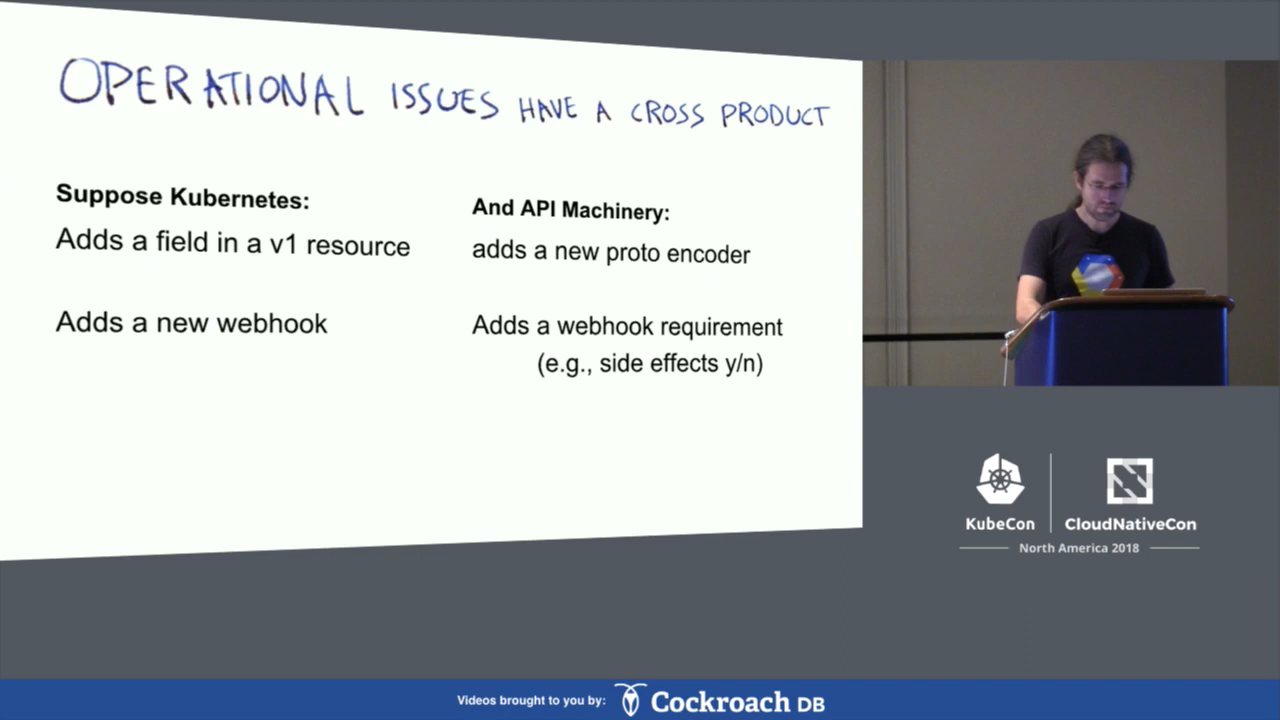 OPERATIONAL ISSUES HAVE A CROSS PRODUCT
Suppose Kubernetes:
Adds a field in a v1 resource
Adds a new webhook
And API Machinery:
adds a new proto encoder
Adds a webhook requirement
(e.g., side effects y/n)
KubeCon
CloudNativeCon
North America 2018
Videos brought to you by:
Cockroach DB